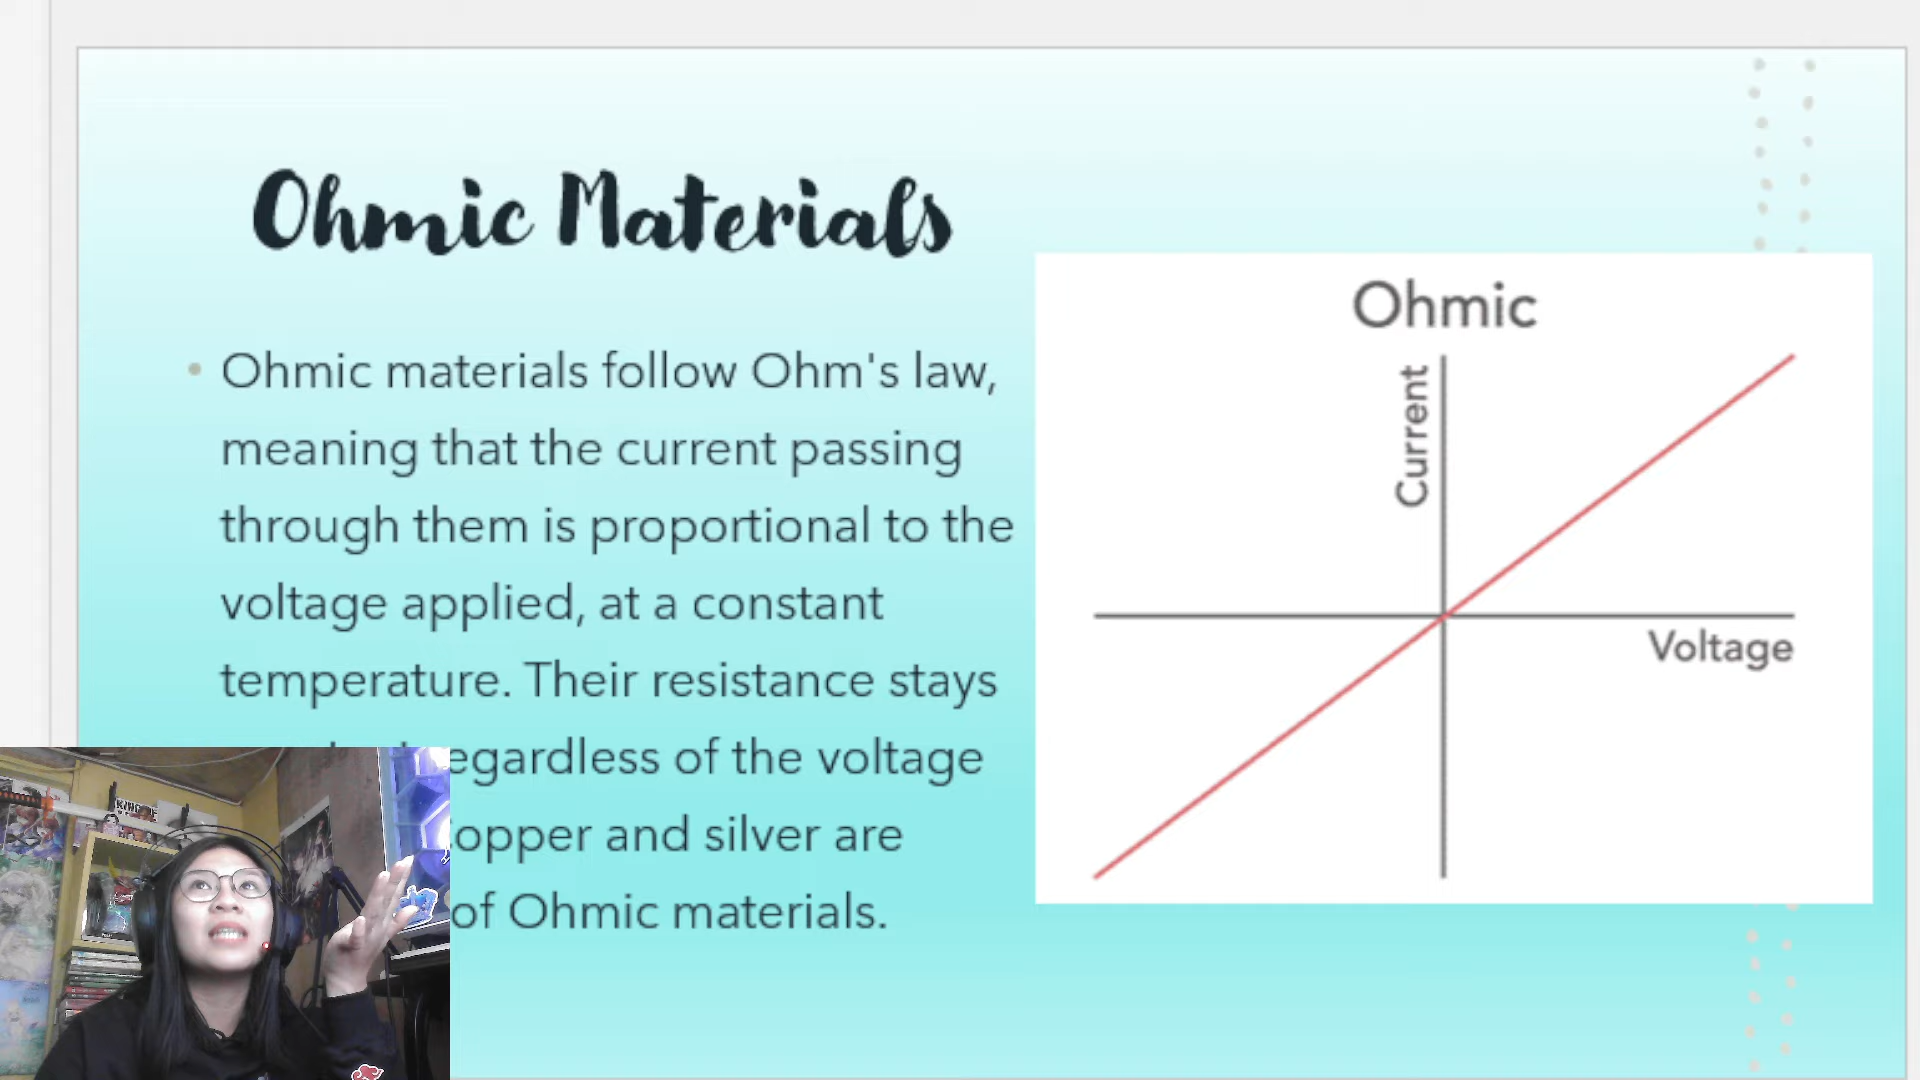 Ohmic Materials
Ohmic materials follow Ohm's law,
meaning that the current passing
through them is proportional to the
voltage applied, at a constant
temperature. Their resistance stays
of the voltage
and silver are
of Ohmic materials.
Ohmic
Current
Voltage